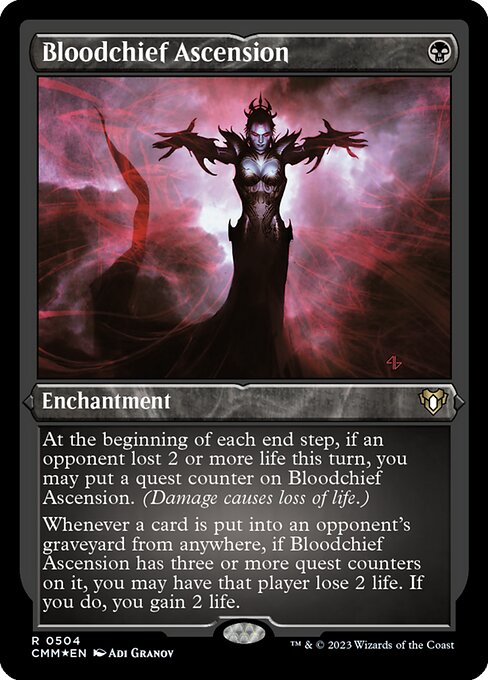 Bloodchief Ascension
Enchantment
At the beginning of each end step, if an
opponent lost 2 or more life this turn, you
may put a quest counter on Bloodchief
Ascension. (Damage causes loss of life.)
Whenever a card is put into an opponent's
graveyard from anywhere, if Bloodchief
Ascension has three or more quest counters
on it, you may have that player lose 2 life. If
you do, you gain 2 life.
R 0504
CMM★EN Adi Granov
™ & © 2023 Wizards of the Coast